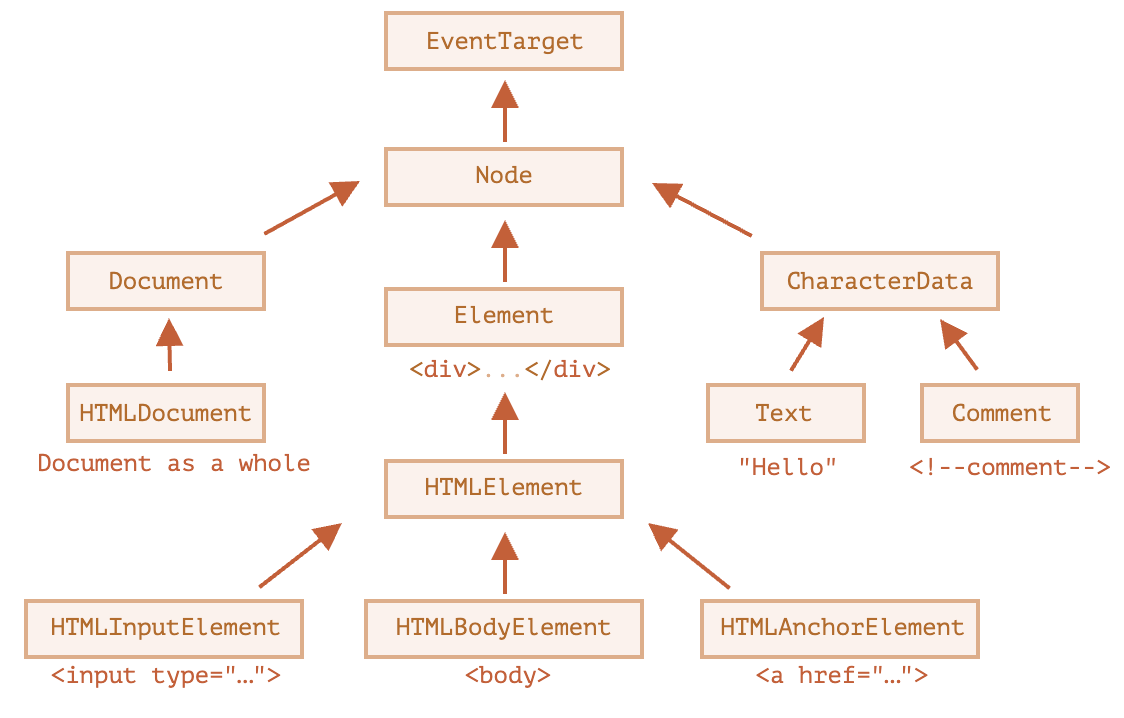 EventTarget
Node
Document
CharacterData
Element
<div>...</div>
HTMLDocument
Text
Comment
Document as a whole
"Hello"
<!--comment-->
HTMLElement
HTMLInputElement
HTMLBodyElement
HTMLAnchorElement
<input type="…">
<body>
<a href="…">